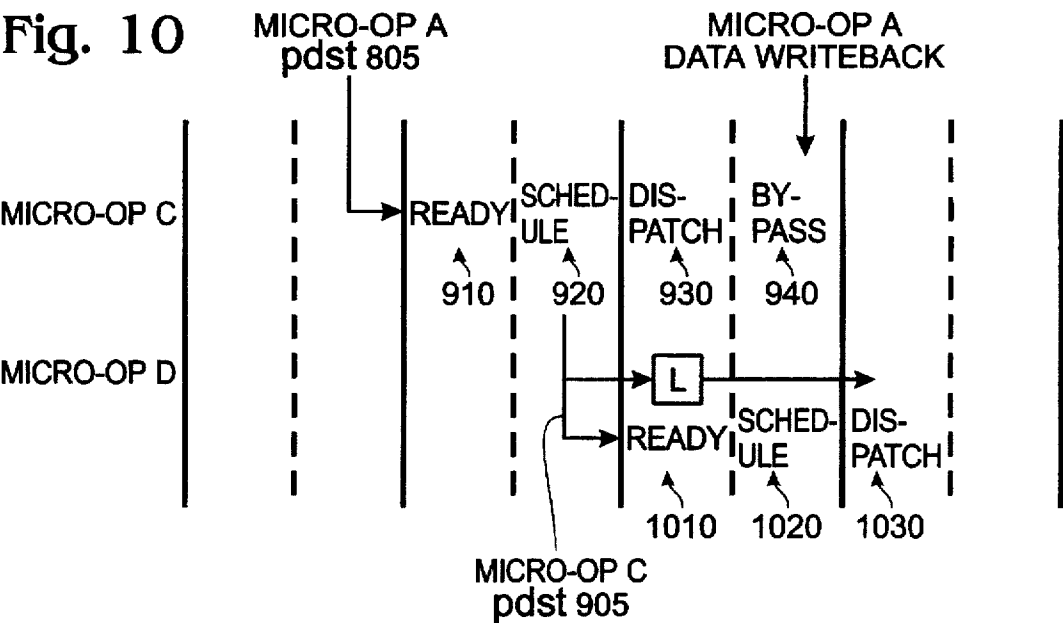 Fig. 10
MICRO-OP A
pdst 805
MICRO-OP A
DATA WRITEBACK
MICRO-OP C
READY
SCHED-
ULE
DIS-
PATCH
BY-
PASS
910
920
930
940
MICRO-OP D
L
READY
SCHED-
ULE
DIS-
PATCH
1010
1020
1030
MICRO-OP C
pdst 905